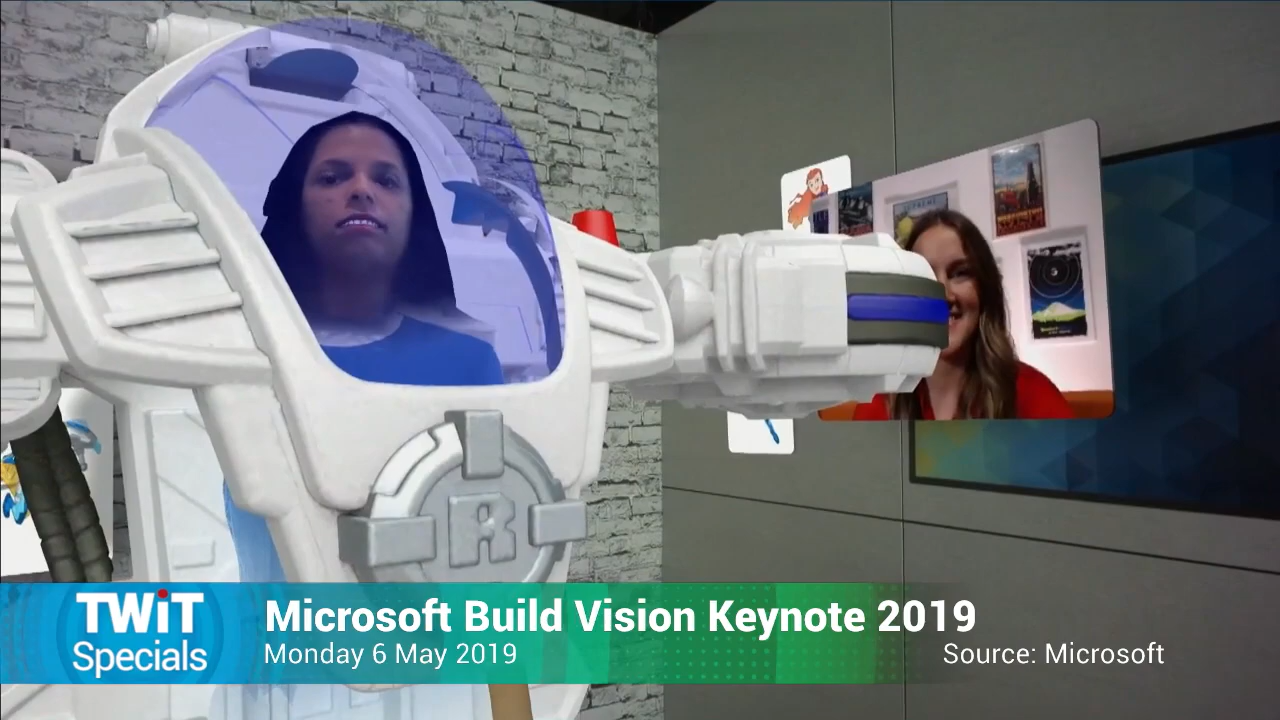 R
TWiT
Specials
Microsoft Build Vision Keynote 2019
Monday 6 May 2019
Source: Microsoft